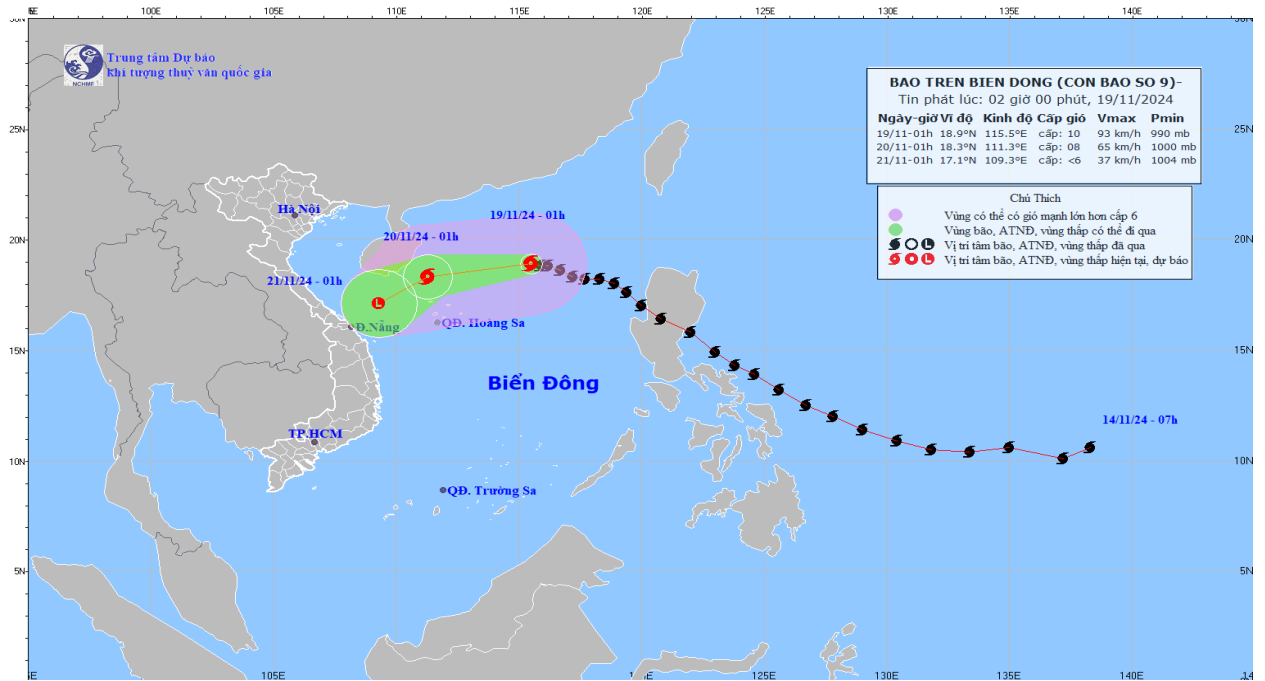 E 100E 105E 110E 115E 120E 125E 130E 135E 140E
30N
Trung tâm Dự báo
khí tượng thuỷ văn quốc gia
NCHMF
BAO TREN BIEN DONG (CON BAO SO 9)-
Tin phát lúc: 02 giờ 00 phút, 19/11/2024
Ngày-giờ Vĩ độ Kinh độ Cấp gió Vmax Pmin
19/11-01h 18.9°N 115.5°E cấp: 10 93 km/h 990 mb
20/11-01h 18.3°N 111.3°E cấp: 08 65 km/h 1000 mb
21/11-01h 17.1°N 109.3°E cấp: <6 37 km/h 1004 mb
25N 25N
Chú Thích
Vùng có thể có gió mạnh lớn hơn cấp 6
Vùng bão, ATNĐ, vùng thấp có thể đi qua
L Vị trí tâm bão, ATNĐ, vùng thấp đã qua
L Vị trí tâm bão, ATNĐ, vùng thấp hiện tại, dự báo
Hà Nội
19/11/24 - 01h
20/11/24 - 01h
20N 20N
21/11/24 - 01h
L
Đ.Nẵng
QĐ. Hoàng Sa
15N 15N
Biển Đông
14/11/24 - 07h
TP.HCM
10N 10N
QĐ. Trường Sa
5N 5N
E 105E 110E 115E 120E 125E 130E 135E 140E